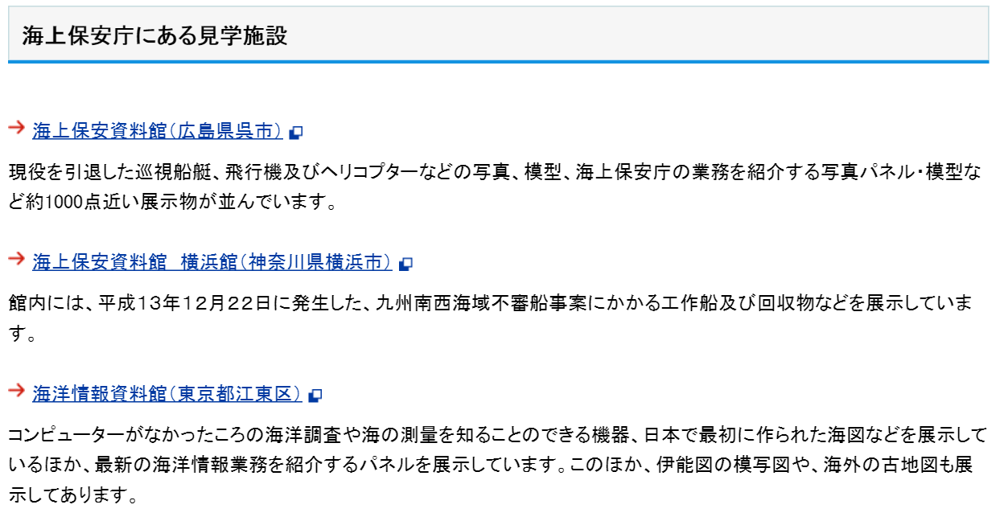 海上保安庁にある見学施設
海上保安資料館（広島県呉市）
現役を引退した巡視船艇、飛行機及びヘリコプターなどの写真、模型、海上保安庁の業務を紹介する写真パネル・模型な
ど約1000点近い展示物が並んでいます。
海上保安資料館　横浜館（神奈川県横浜市）
館内には、平成１３年１２月２２日に発生した、九州南西海域不審船事案にかかる工作船及び回収物などを展示していま
す。
海洋情報資料館（東京都江東区）
コンピューターがなかったころの海洋調査や海の測量を知ることのできる機器、日本で最初に作られた海図などを展示して
いるほか、最新の海洋情報業務を紹介するパネルを展示しています。このほか、伊能図の模写図や、海外の古地図も展
示してあります。